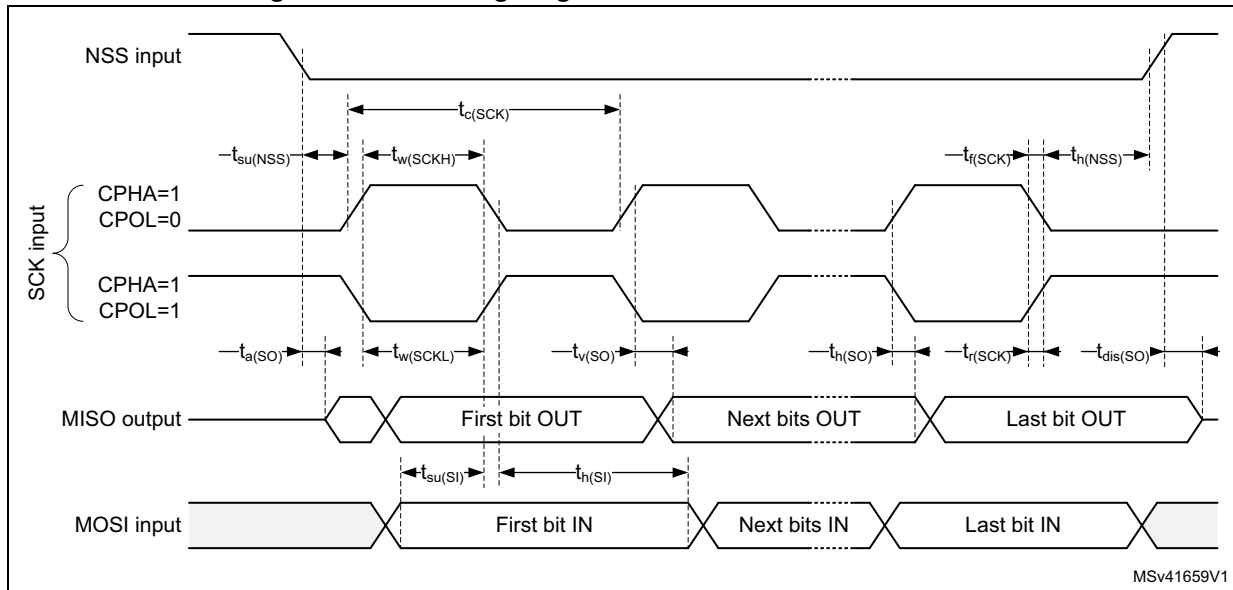 NSS input
tc(SCK)
tsu(NSS) tw(SCKH) tf(SCK) th(NSS)
SCK input
CPHA=1
CPOL=0
CPHA=1
CPOL=1
ta(SO) tw(SCKL) tv(SO) th(SO) tr(SCK) tdis(SO)
MISO output First bit OUT Next bits OUT Last bit OUT
tsu(SI) th(SI)
MOSI input First bit IN Next bits IN Last bit IN
MSv41659V1